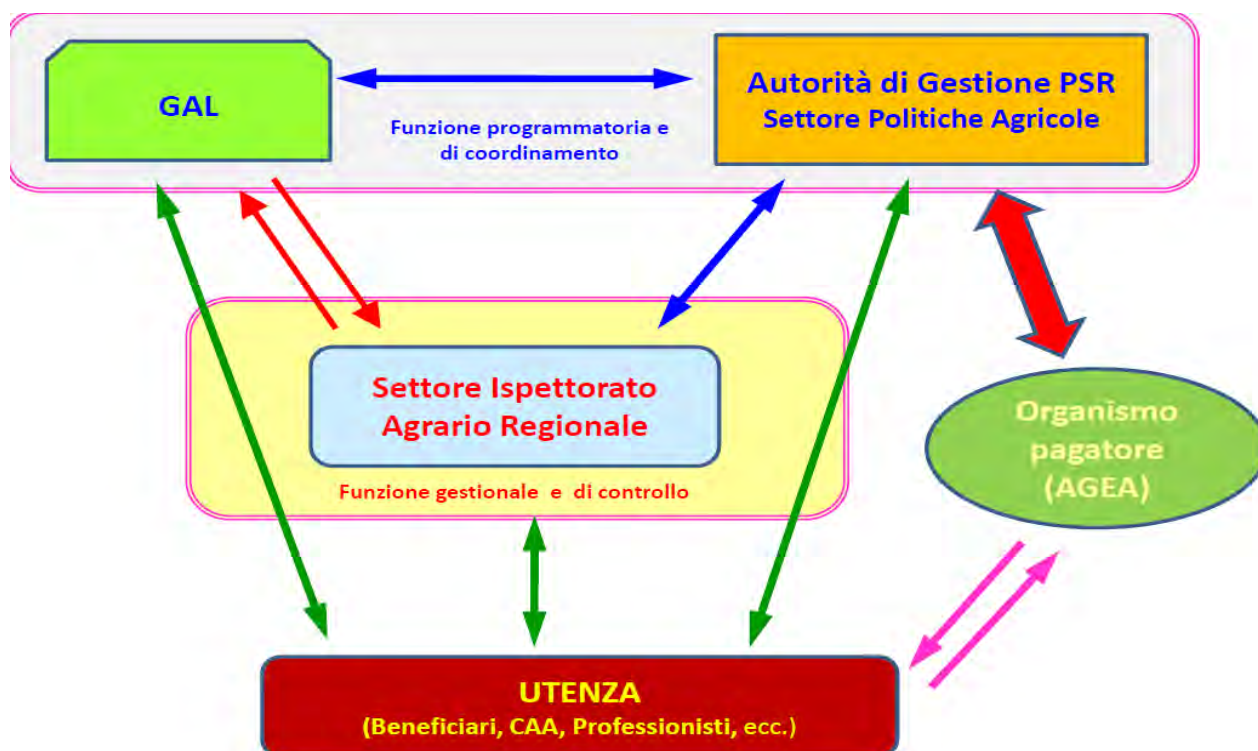 GAL
Autorità di Gestione PSR
Settore Politiche Agricole
Funzione programmatoria e
di coordinamento
Settore Ispettorato
Agrario Regionale
Funzione gestionale e di controllo
Organismo
pagatore
(AGEA)
UTENZA
(Beneficiari, CAA, Professionisti, ecc.)